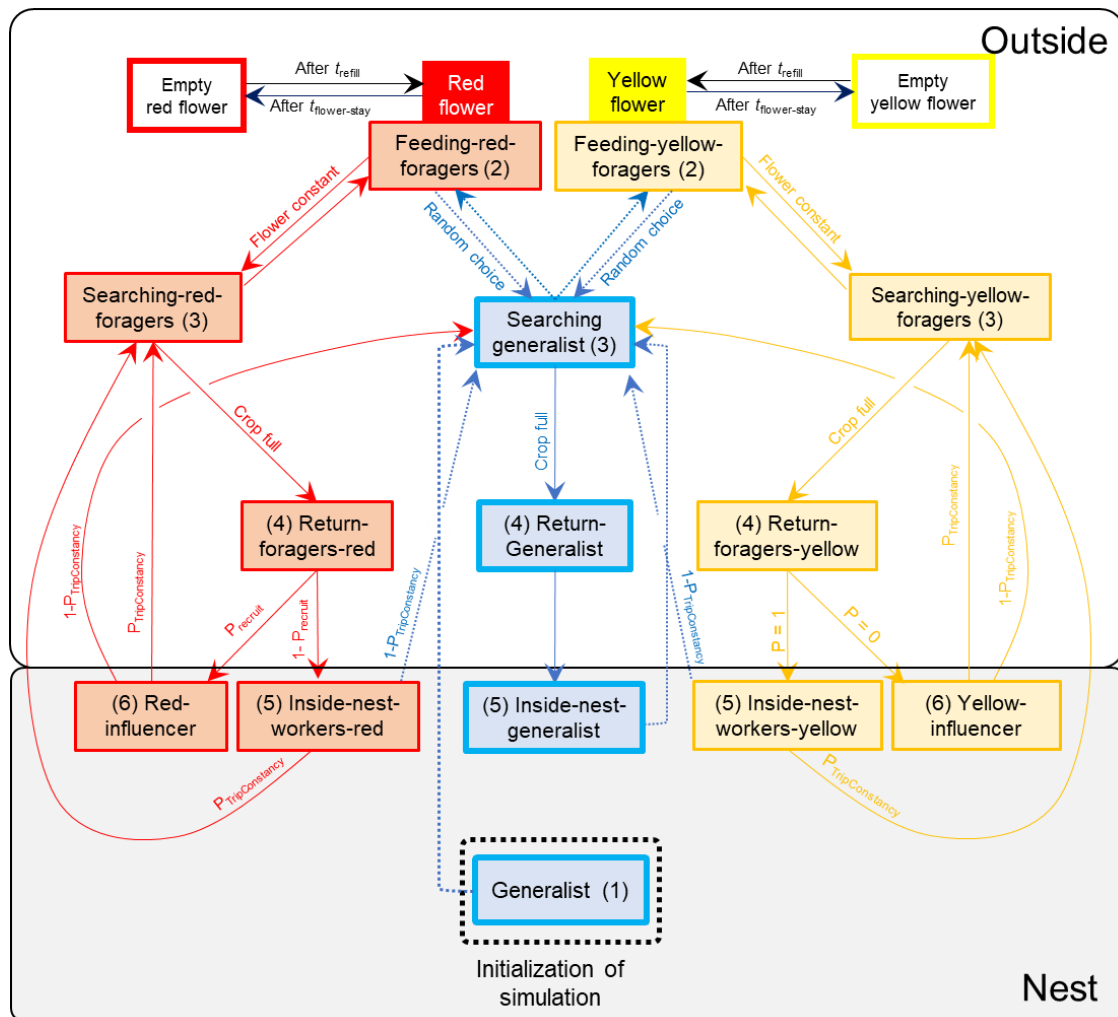 Outside
Empty
red flower
After t_refill
After t_flower-stay
Red
flower
Yellow
flower
After t_refill
After t_flower-stay
Empty
yellow flower
Feeding-red-
foragers (2)
Feeding-yellow-
foragers (2)
Flower constant
Random choice
Random choice
Flower constant
Searching-red-
foragers (3)
Searching
generalist (3)
Searching-yellow-
foragers (3)
Crop full
Crop full
Crop full
(4) Return-
foragers-red
(4) Return-
Generalist
(4) Return-
foragers-yellow
1-P_TripConstancy
P_TripConstancy
P_recruit
1- P_recruit
1-P_TripConstancy
1-P_TripConstancy
P = 1
P = 0
P_TripConstancy
1-P_TripConstancy
(6) Red-
influencer
(5) Inside-nest-
workers-red
(5) Inside-nest-
generalist
(5) Inside-nest-
workers-yellow
(6) Yellow-
influencer
P_TripConstancy
P_TripConstancy
Generalist (1)
Initialization of
simulation
Nest